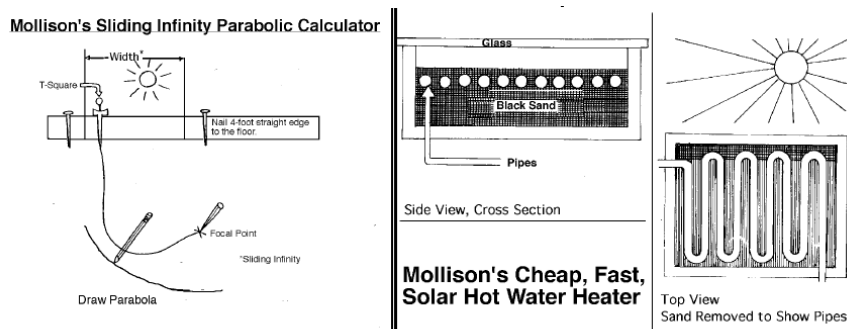 Mollison's Sliding Infinity Parabolic Calculator
Width*
T-Square
Nail 4-foot straight edge
to the floor.
Focal Point
*Sliding Infinity
Draw Parabola
Glass
Black Sand
Pipes
Side View, Cross Section
Mollison's Cheap, Fast,
Solar Hot Water Heater
Top View
Sand Removed to Show Pipes